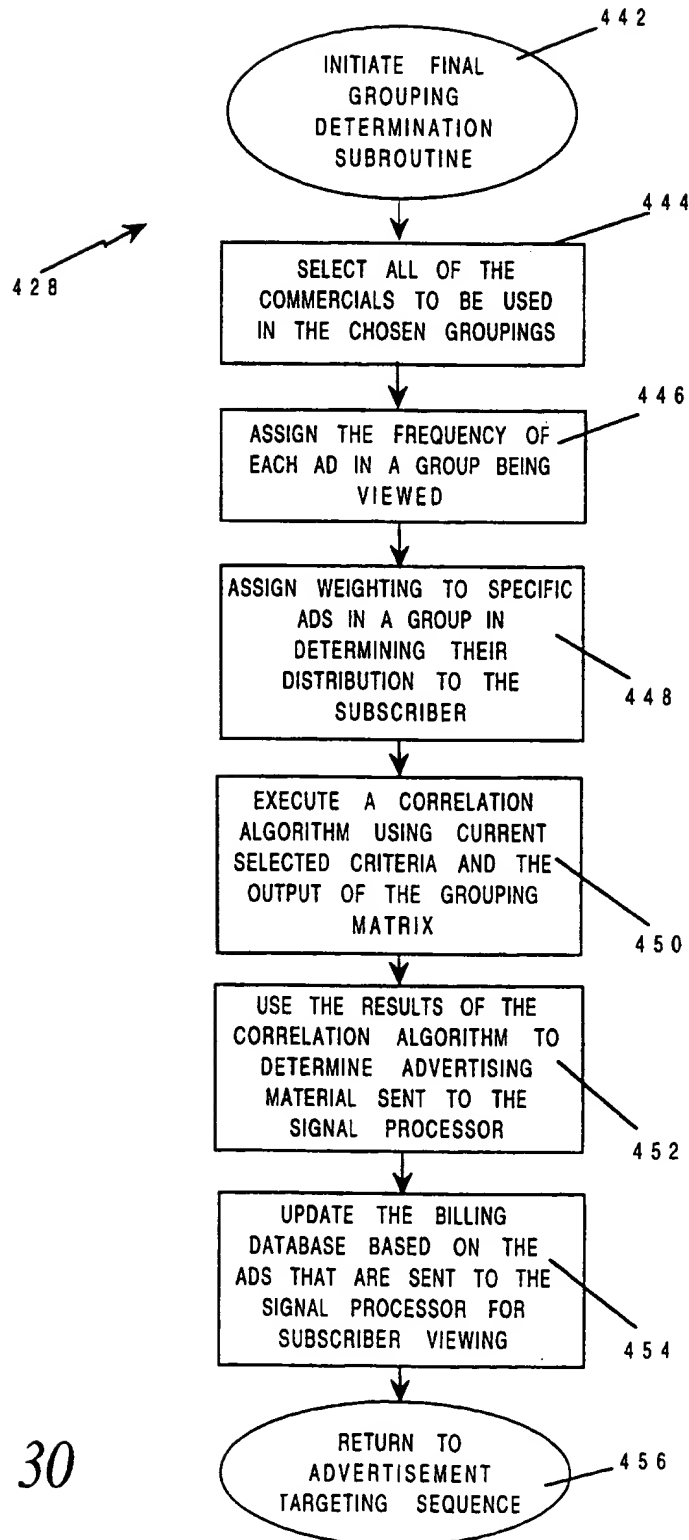 442
INITIATE FINAL
GROUPING
DETERMINATION
SUBROUTINE
444
428
SELECT ALL OF THE
COMMERCIALS TO BE USED
IN THE CHOSEN GROUPINGS
446
ASSIGN THE FREQUENCY OF
EACH AD IN A GROUP BEING
VIEWED
ASSIGN WEIGHTING TO SPECIFIC
ADS IN A GROUP IN
DETERMINING THEIR
DISTRIBUTION TO THE
SUBSCRIBER
448
EXECUTE A CORRELATION
ALGORITHM USING CURRENT
SELECTED CRITERIA AND THE
OUTPUT OF THE GROUPING
MATRIX
450
USE THE RESULTS OF THE
CORRELATION ALGORITHM TO
DETERMINE ADVERTISING
MATERIAL SENT TO THE
SIGNAL PROCESSOR
452
UPDATE THE BILLING
DATABASE BASED ON THE
ADS THAT ARE SENT TO THE
SIGNAL PROCESSOR FOR
SUBSCRIBER VIEWING
454
30
RETURN TO
ADVERTISEMENT
TARGETING SEQUENCE
456